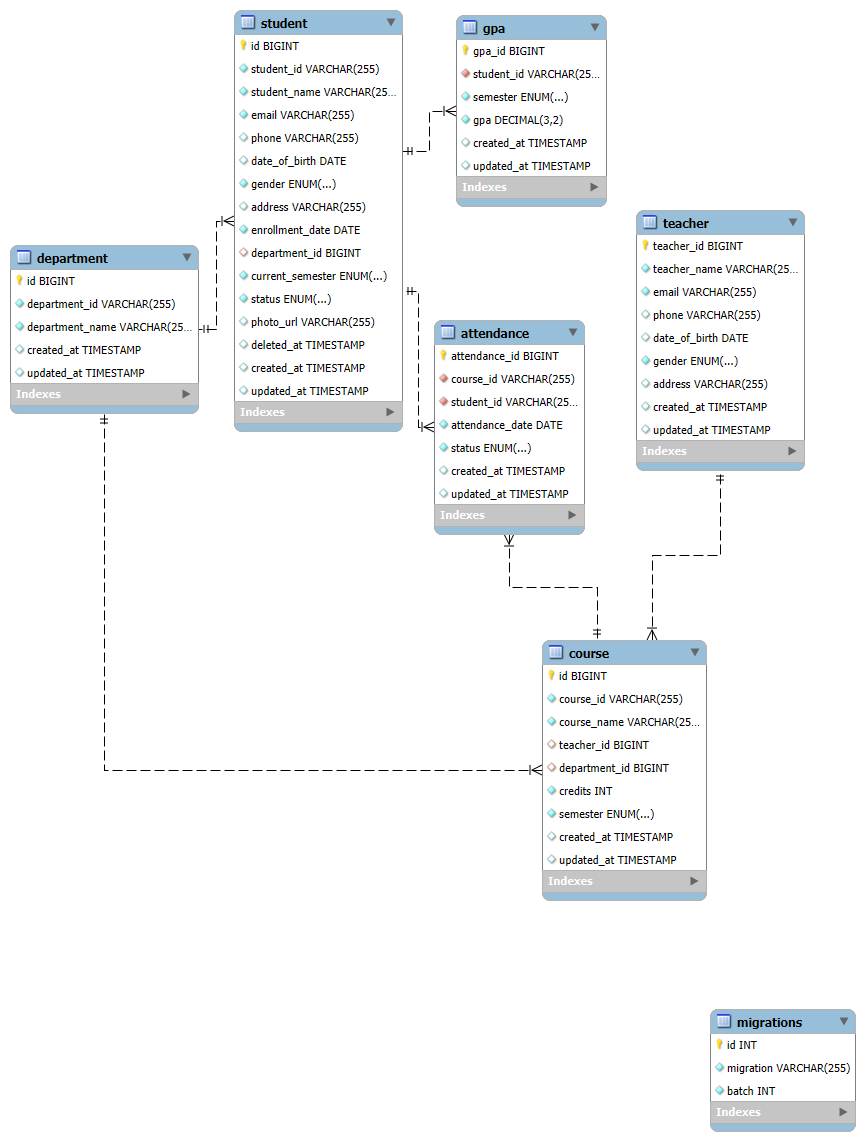 student
id BIGINT
student_id VARCHAR(255)
student_name VARCHAR(25...
email VARCHAR(255)
phone VARCHAR(255)
date_of_birth DATE
gender ENUM(...)
address VARCHAR(255)
enrollment_date DATE
department_id BIGINT
current_semester ENUM(...)
status ENUM(...)
photo_url VARCHAR(255)
deleted_at TIMESTAMP
created_at TIMESTAMP
updated_at TIMESTAMP
Indexes
gpa
gpa_id BIGINT
student_id VARCHAR(25...
semester ENUM(...)
gpa DECIMAL(3,2)
created_at TIMESTAMP
updated_at TIMESTAMP
Indexes
teacher
teacher_id BIGINT
teacher_name VARCHAR(25...
email VARCHAR(255)
phone VARCHAR(255)
date_of_birth DATE
gender ENUM(...)
address VARCHAR(255)
created_at TIMESTAMP
updated_at TIMESTAMP
Indexes
department
id BIGINT
department_id VARCHAR(255)
department_name VARCHAR(25...
created_at TIMESTAMP
updated_at TIMESTAMP
Indexes
attendance
attendance_id BIGINT
course_id VARCHAR(255)
student_id VARCHAR(25...
attendance_date DATE
status ENUM(...)
created_at TIMESTAMP
updated_at TIMESTAMP
Indexes
course
id BIGINT
course_id VARCHAR(255)
course_name VARCHAR(25...
teacher_id BIGINT
department_id BIGINT
credits INT
semester ENUM(...)
created_at TIMESTAMP
updated_at TIMESTAMP
Indexes
migrations
id INT
migration VARCHAR(255)
batch INT
Indexes